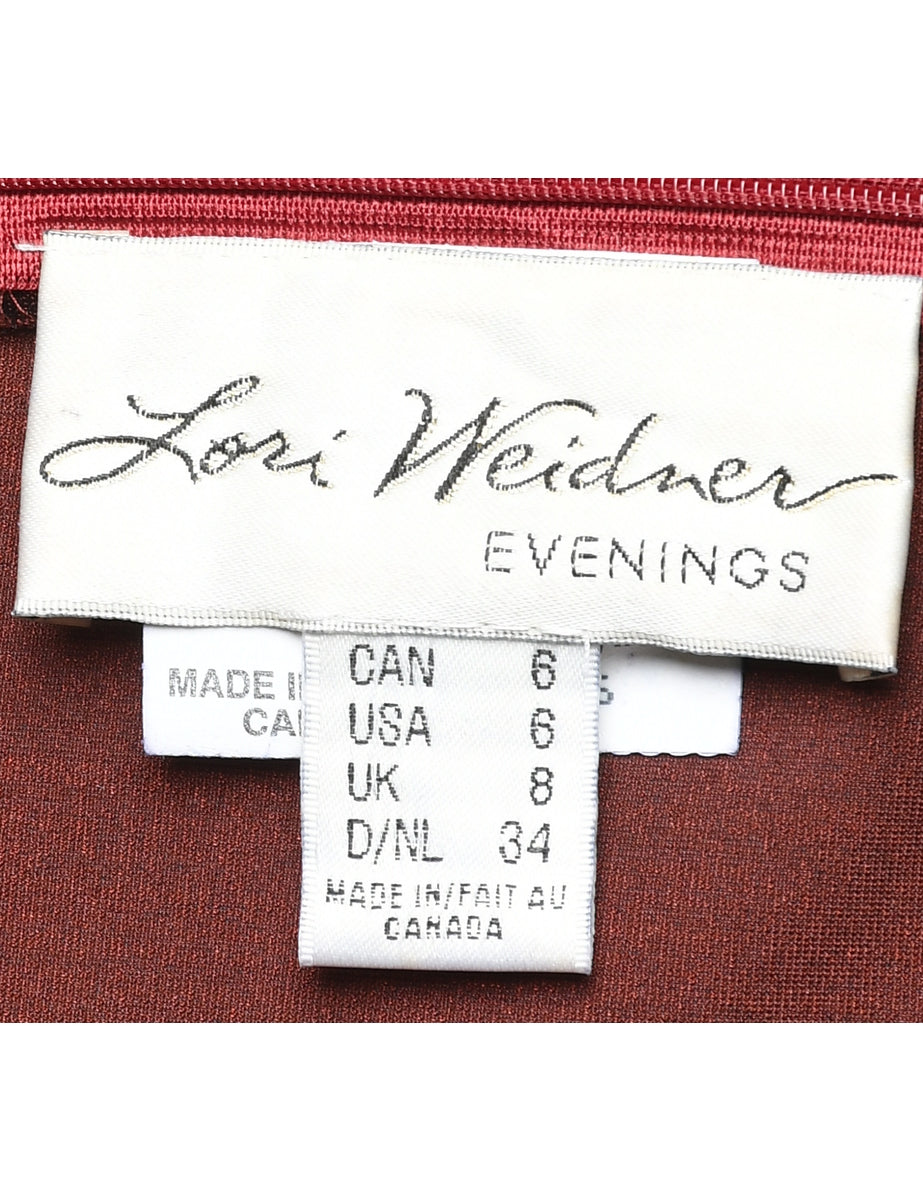 Lori Weidner
EVENINGS
CAN 6
USA 6
UK 8
D/NL 34
MADE IN/FAIT AU
CANADA
MADE